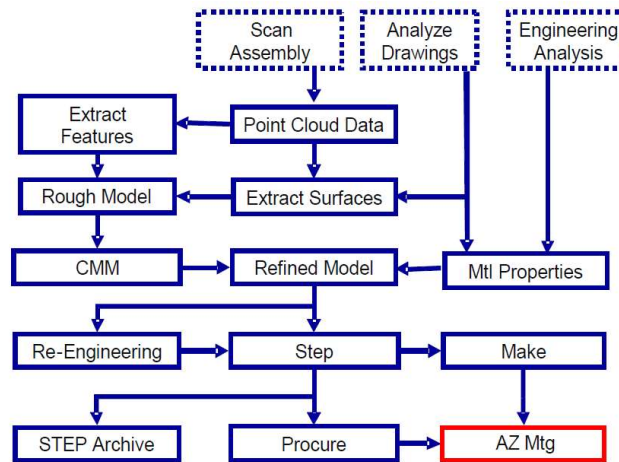 Scan
Assembly
Analyze
Drawings
Engineering
Analysis
Extract
Features
Point Cloud Data
Rough Model
Extract Surfaces
CMM
Refined Model
Mtl Properties
Re-Engineering
Step
Make
STEP Archive
Procure
AZ Mtg